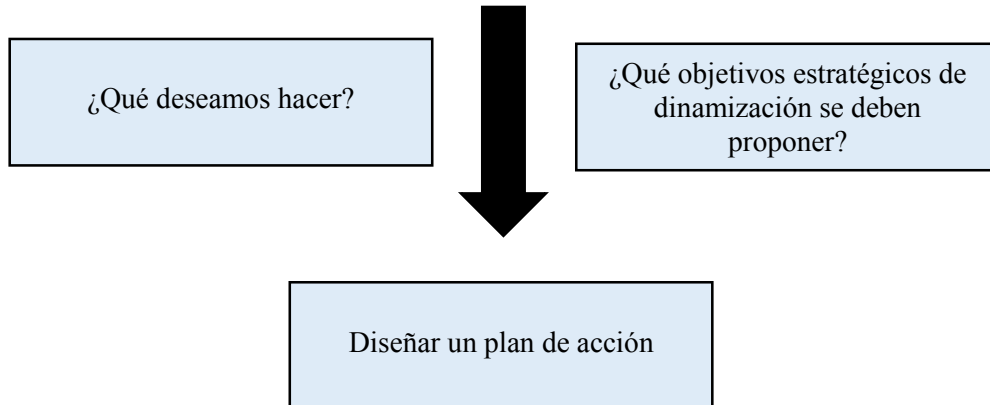 ¿Qué deseamos hacer?
¿Qué objetivos estratégicos de
dinamización se deben
proponer?
Diseñar un plan de acción